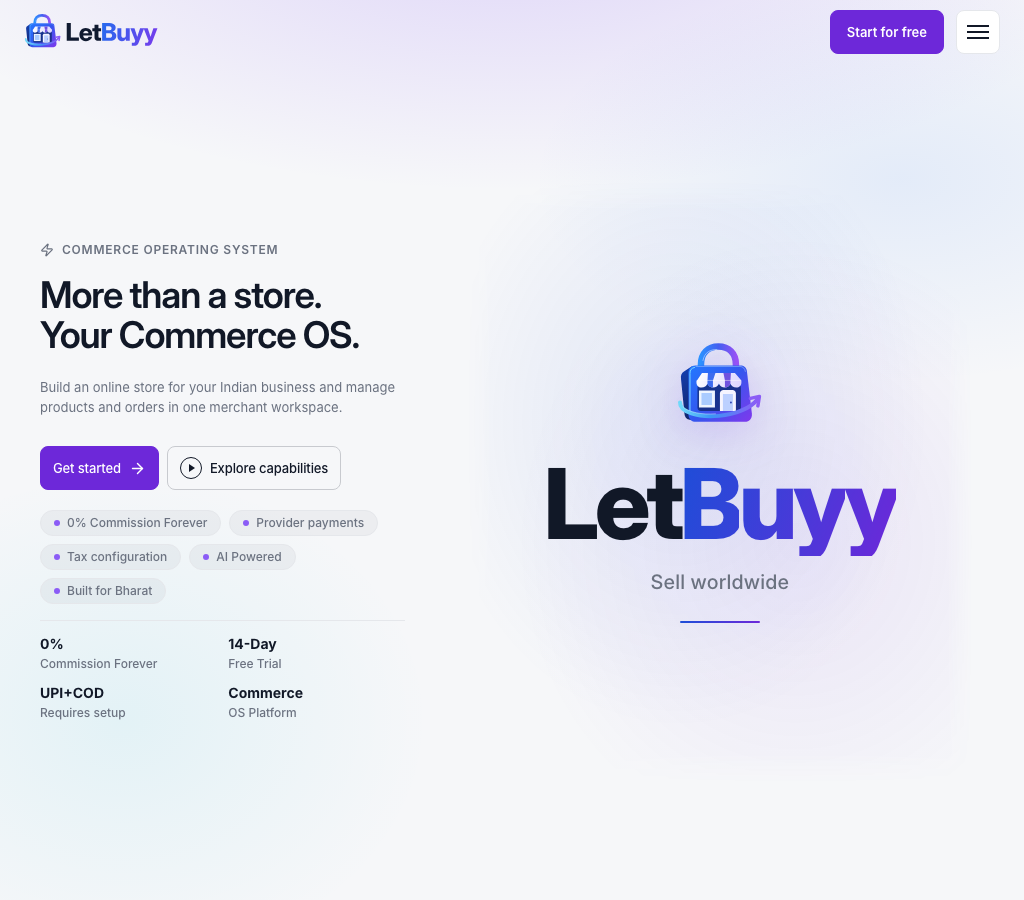 LetBuyy
Start for free
COMMERCE OPERATING SYSTEM
More than a store.
Your Commerce OS.
Build an online store for your Indian business and manage
products and orders in one merchant workspace.
Get started
Explore capabilities
0% Commission Forever
Provider payments
Tax configuration
AI Powered
Built for Bharat
0%
Commission Forever
14-Day
Free Trial
UPI+COD
Requires setup
Commerce
OS Platform
LetBuyy
Sell worldwide